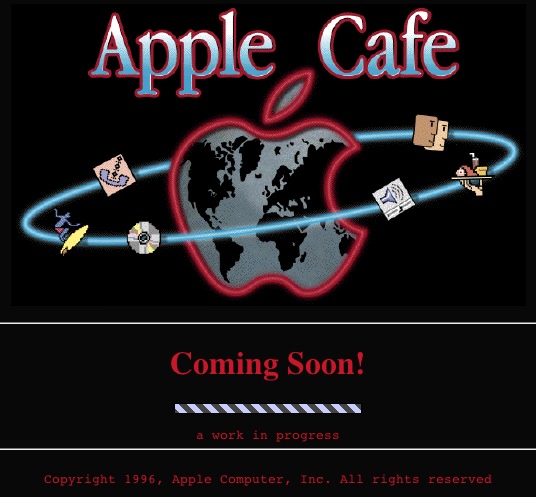 Apple Cafe
Coming Soon!
a work in progress
Copyright 1996, Apple Computer, Inc. All rights reserved